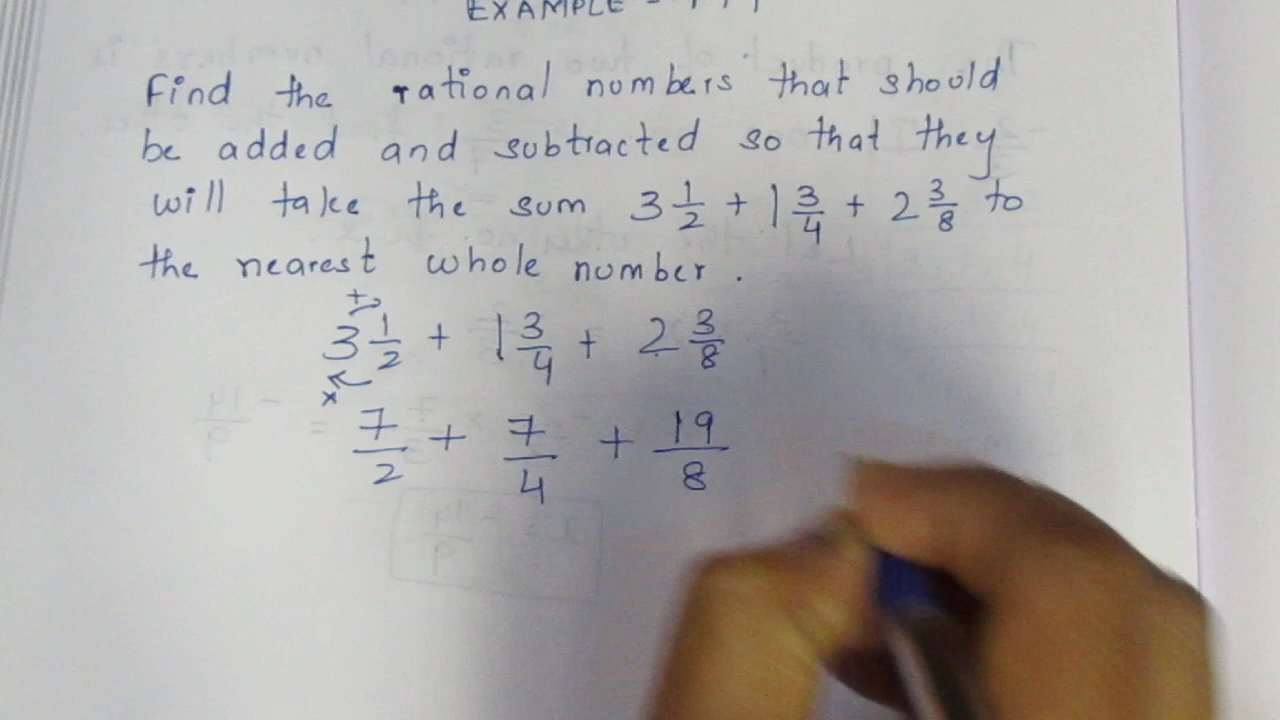 EXAMPLE -
Find the rational numbers that should
be added and subtracted so that they
will take the sum 3 1/2 + 1 3/4 + 2 3/8 to
the nearest whole number.
+
3 1/2 + 1 3/4 + 2 3/8
x
7/2 + 7/4 + 19/8